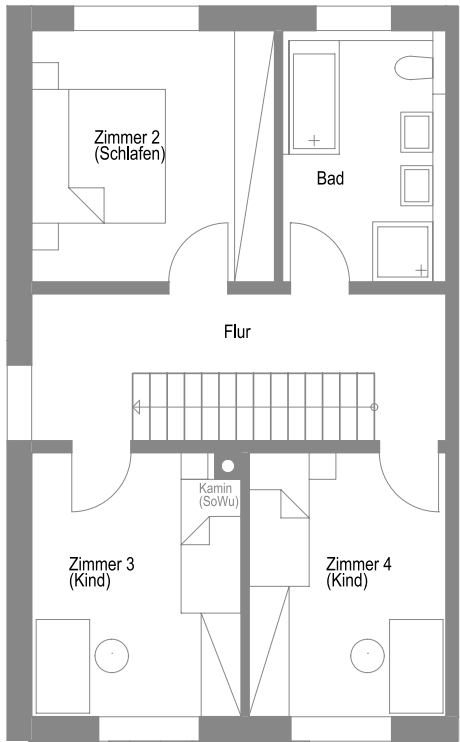 Zimmer 2
(Schlafen)
Bad
Flur
Kamin
(SoWu)
Zimmer 3
(Kind)
Zimmer 4
(Kind)